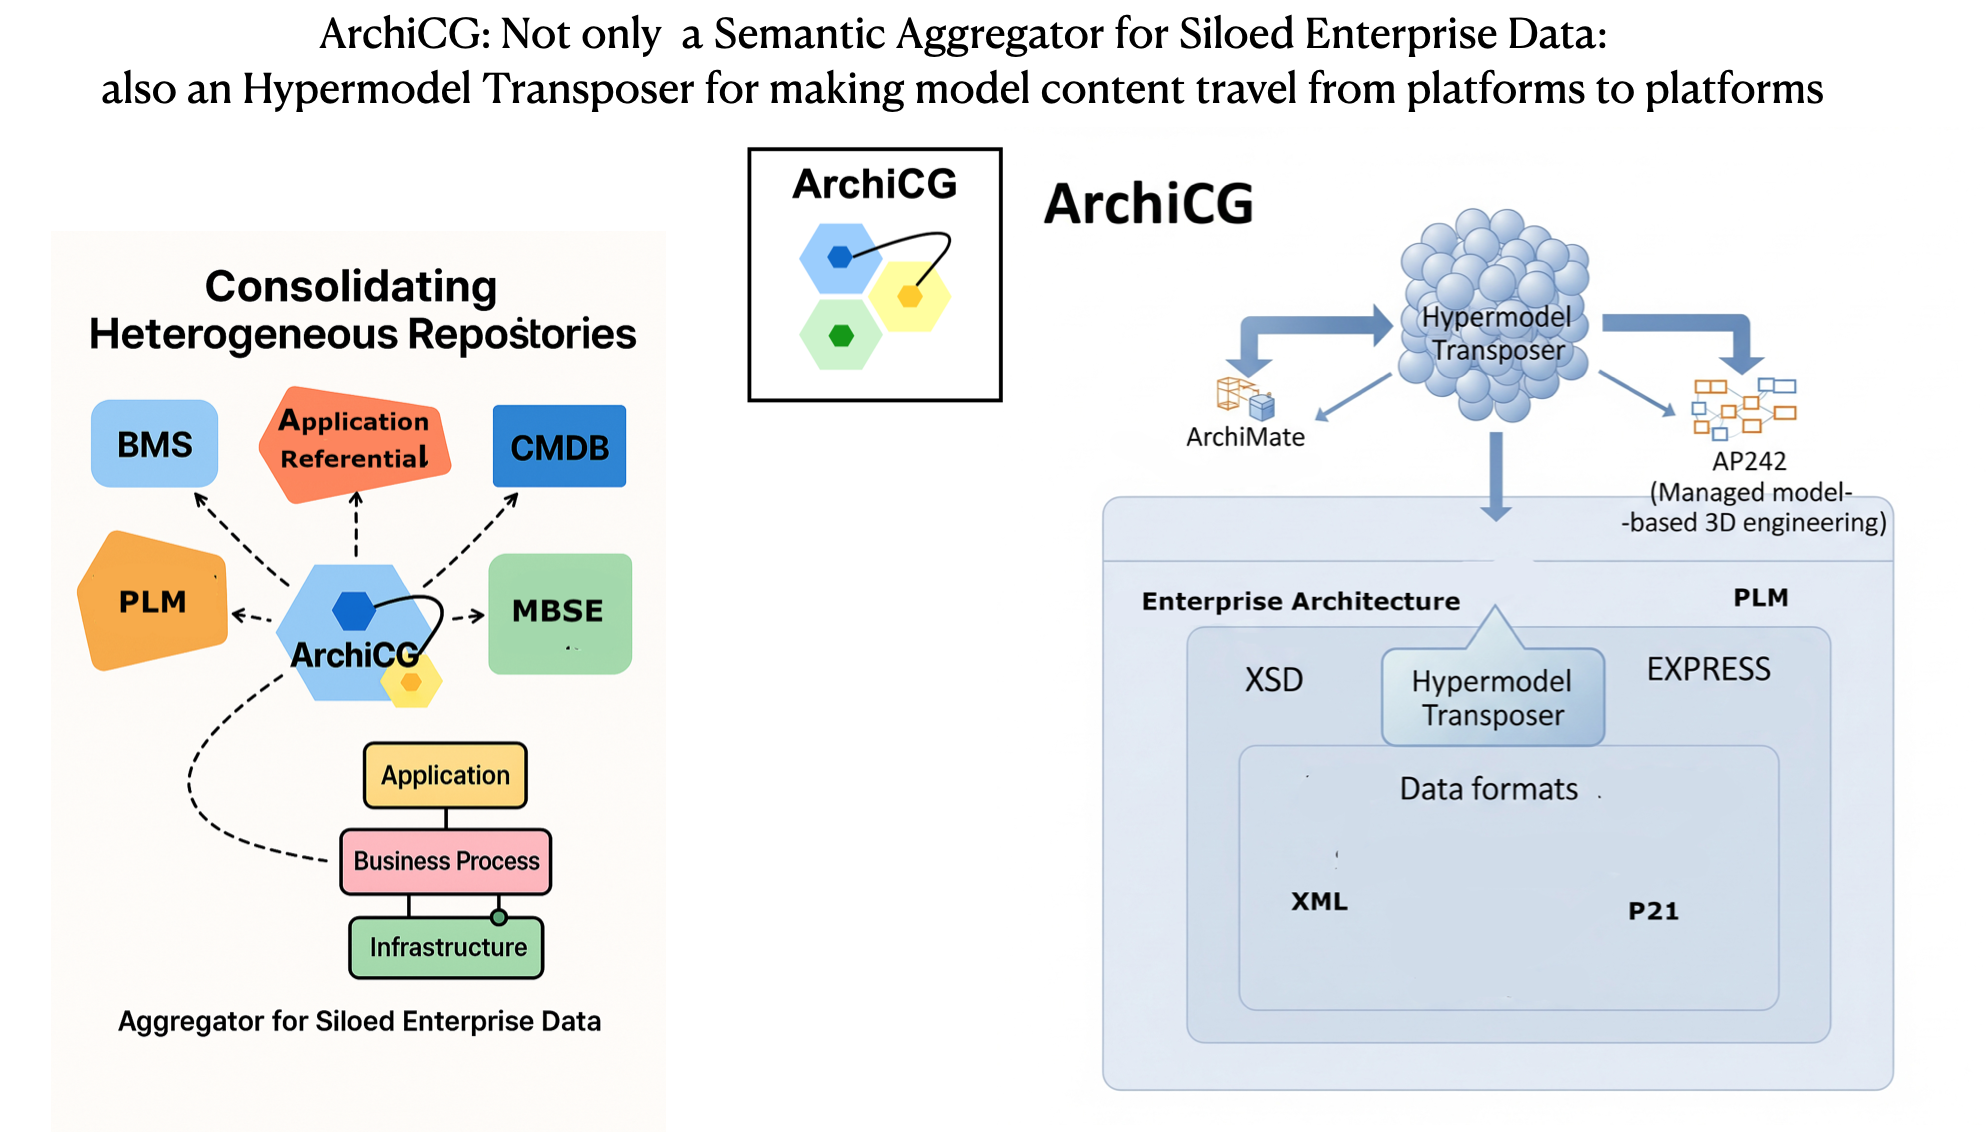 ArchiCG: Not only a Semantic Aggregator for Siloed Enterprise Data:
also an Hypermodel Transposer for making model content travel from platforms to platforms
Consolidating
Heterogeneous Repositories
BMS
Application
Referential
CMDB
PLM
ArchiCG
MBSE
Application
Business Process
Infrastructure
Aggregator for Siloed Enterprise Data
ArchiCG
ArchiCG
Hypermodel
Transposer
ArchiMate
AP242
(Managed model-
-based 3D engineering)
Enterprise Architecture
PLM
XSD
Hypermodel
Transposer
EXPRESS
Data formats
XML
P21